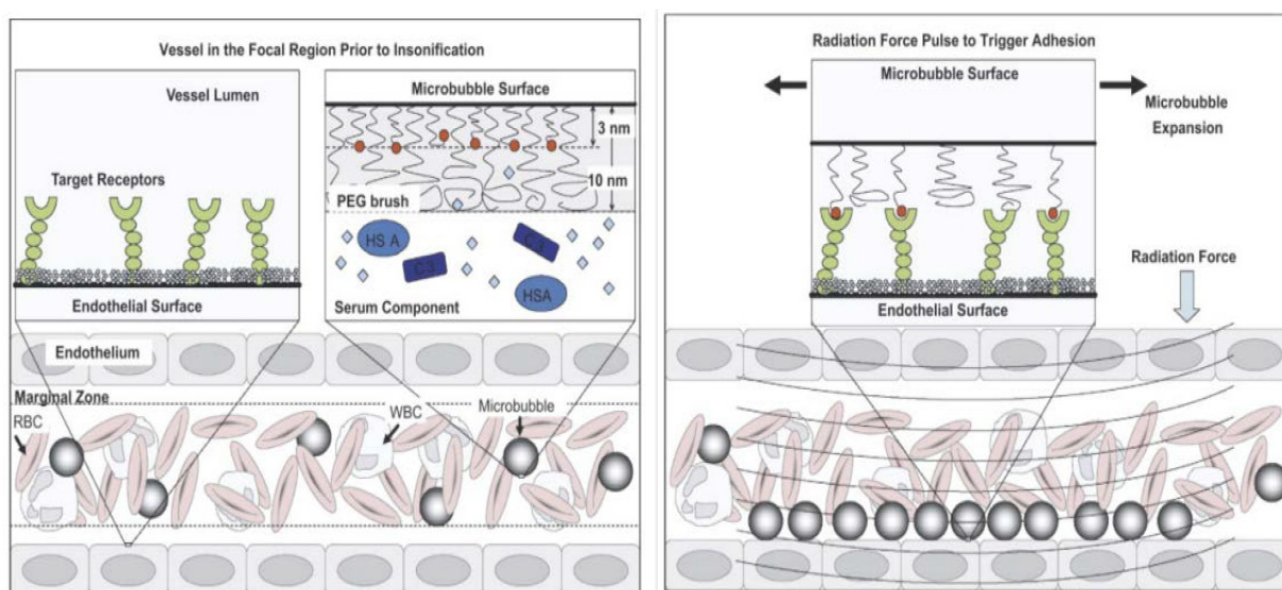 Vessel in the Focal Region Prior to Insonification
Vessel Lumen
Target Receptors
Endothelial Surface
Microbubble Surface
3 nm
10 nm
PEG brush
HSA
C3
HSA
Serum Component
Endothelium
Marginal Zone
RBC
WBC
Microbubble
Radiation Force Pulse to Trigger Adhesion
Microbubble Surface
Microbubble
Expansion
Radiation Force
Endothelial Surface